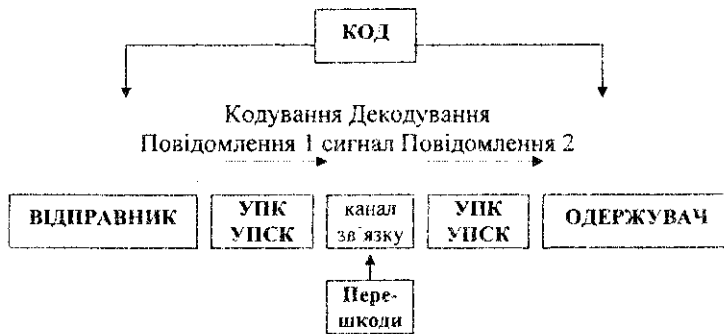 КОД
Кодування Декодування
Повідомлення 1 сигнал Повідомлення 2
ВІДПРАВНИК УПК канал УПК ОДЕРЖУВАЧ
УПСК зв'язку УПСК
Пере-
шкоди